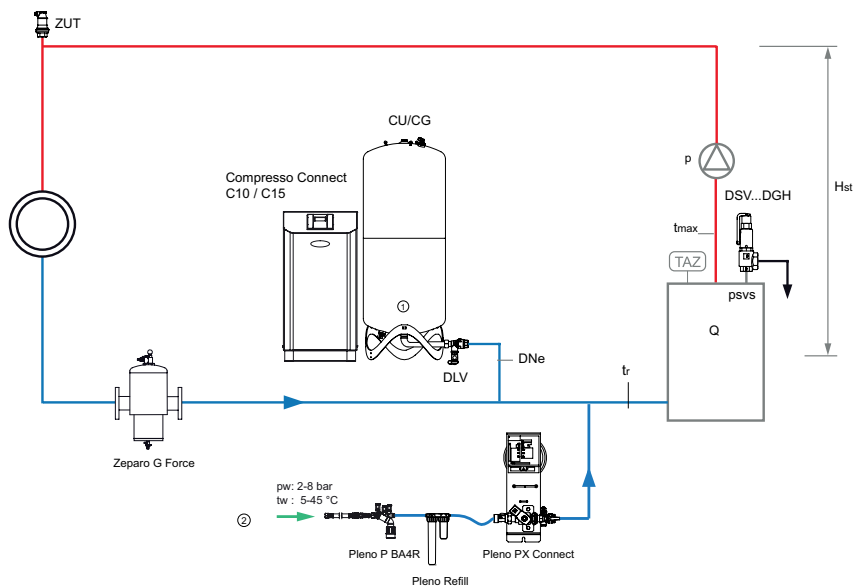 ZUT
CU/CG
Compresso Connect
C10 / C15
p
Hst
DSV...DGH
tmax
TAZ
psvs
Q
1
DNe
DLV
tr
Zeparo G Force
pw: 2-8 bar
tw : 5-45 °C
2
Pleno P BA4R
Pleno PX Connect
Pleno Refill